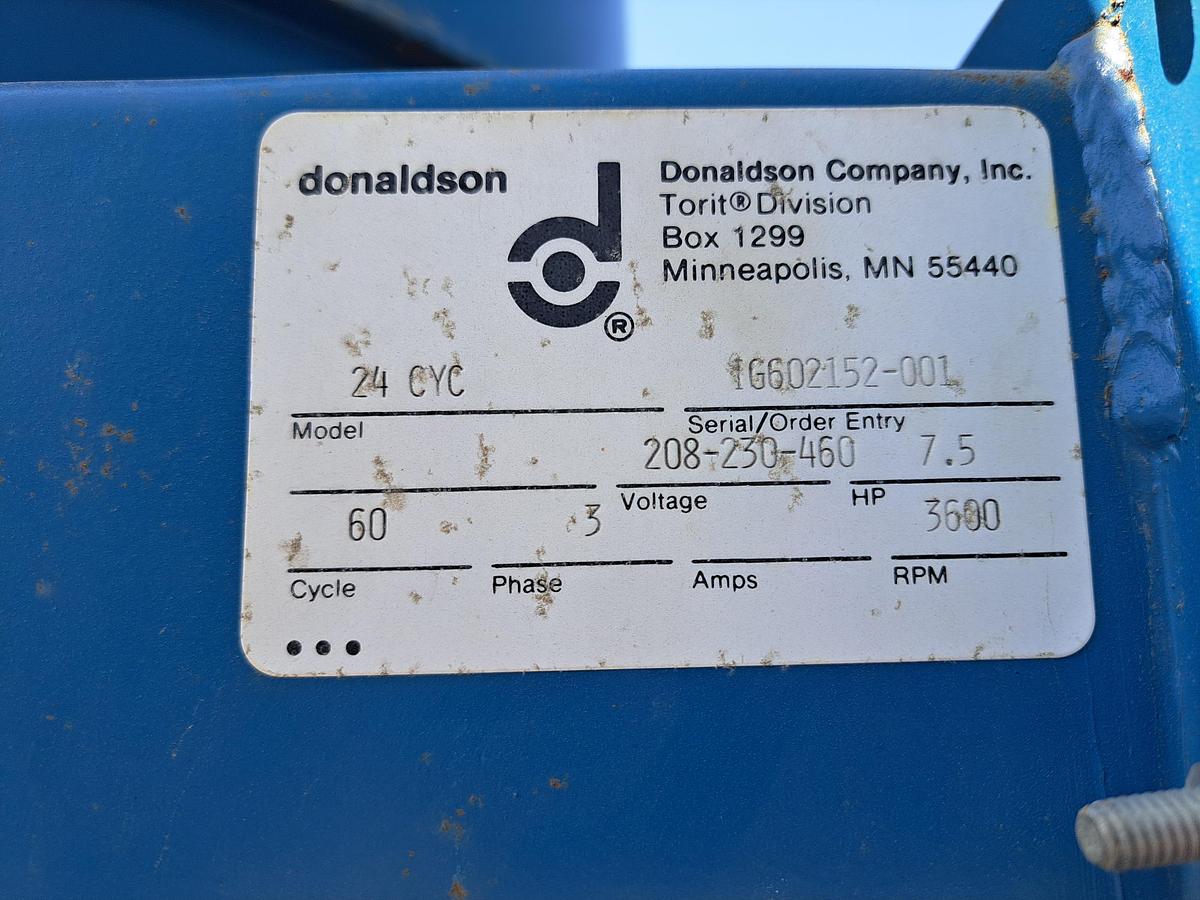 donaldson
d
®
Donaldson Company, Inc.
Torit® Division
Box 1299
Minneapolis, MN 55440
24 CYC
Model
1G602152-001
Serial/Order Entry
208-230-460
Voltage
7.5
HP
60
Cycle
3
Phase
Amps
3600
RPM